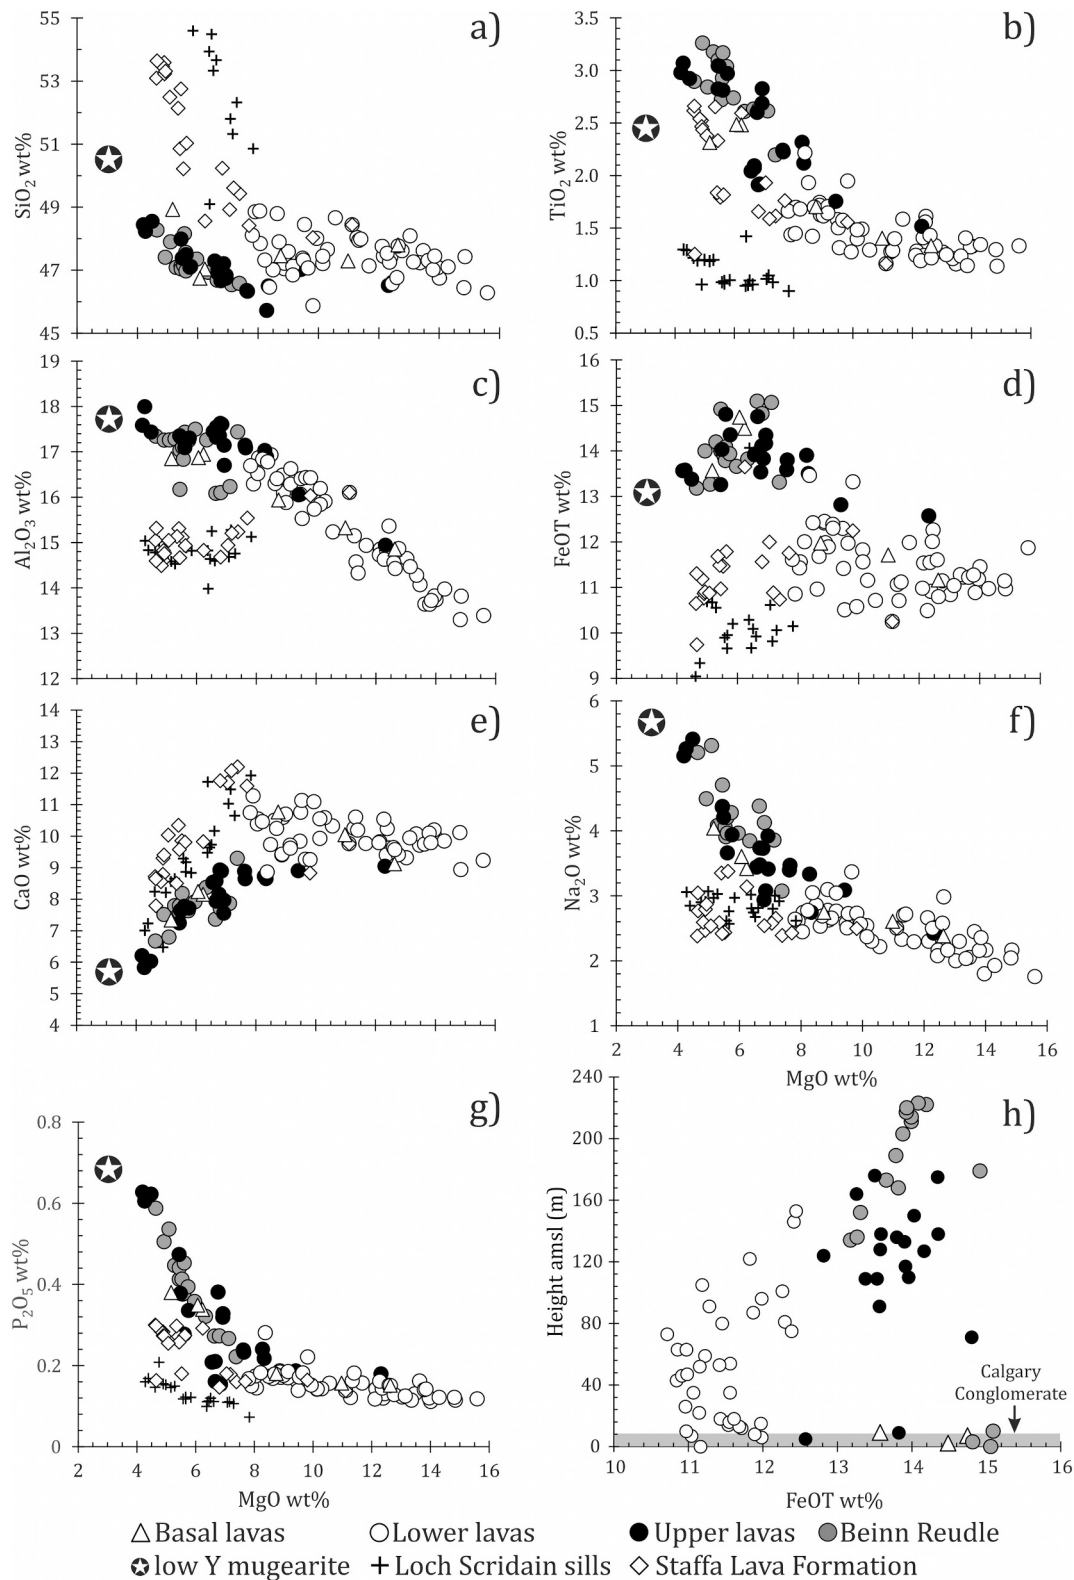 a)
SiO₂ wt%
55
53
51
49
47
45
b)
TiO₂ wt%
3.5
3.0
2.5
2.0
1.5
1.0
0.5
c)
Al₂O₃ wt%
19
18
17
16
15
14
13
12
d)
FeOT wt%
16
15
14
13
12
11
10
9
e)
CaO wt%
14
13
12
11
10
9
8
7
6
5
4
f)
Na₂O wt%
6
5
4
3
2
1
2 4 6 8 10 12 14 16
MgO wt%
g)
P₂O₅ wt%
0.8
0.6
0.4
0.2
0
2 4 6 8 10 12 14 16
MgO wt%
h)
Height amsl (m)
240
200
160
120
80
40
0
Calgary
Conglomerate
10 11 12 13 14 15 16
FeOT wt%
Basal lavas Lower lavas Upper lavas Beinn Reudle
low Y mugearite Loch Scridain sills Staffa Lava Formation